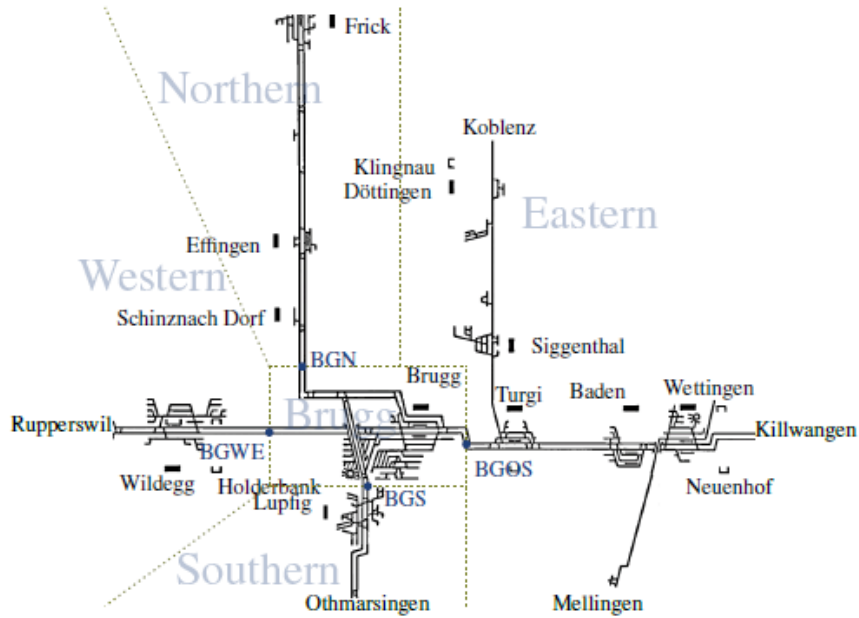 Frick
Northern
Koblenz
Klingnau
Döttingen
Eastern
Effingen
Western
Schinznach Dorf
Siggenthal
BGN
Brugg
Turgi
Baden
Wettingen
Brugg
Rupperswil
Killwangen
BGWE
BGOS
Wildegg
Holderbank
Neuenhof
Lupfig
BGS
Southern
Othmarsingen
Mellingen